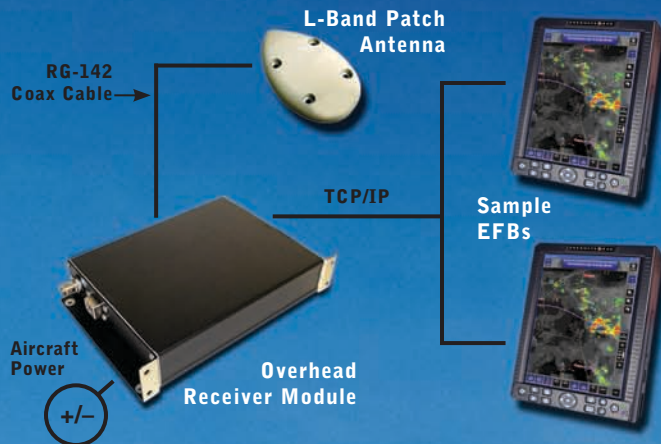 L-Band Patch
Antenna
RG-142
Coax Cable
TCP/IP
Sample
EFBs
Aircraft
Power
+/–
Overhead
Receiver Module